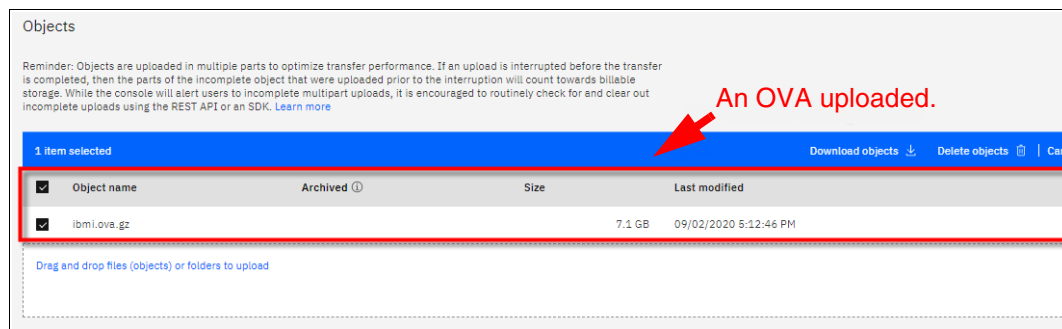 Objects
Reminder: Objects are uploaded in multiple parts to optimize transfer performance. If an upload is interrupted before the transfer
is completed, then the parts of the incomplete object that were uploaded prior to the interruption will count towards billable
storage. While the console will alert users to incomplete multipart uploads, it is encouraged to routinely check for and clear out
incomplete uploads using the REST API or an SDK. Learn more
An OVA uploaded.
1 item selected Download objects Delete objects | Can
Object name Archived Size Last modified
ibmi.ova.gz 7.1 GB 09/02/2020 5:12:46 PM
Drag and drop files (objects) or folders to upload